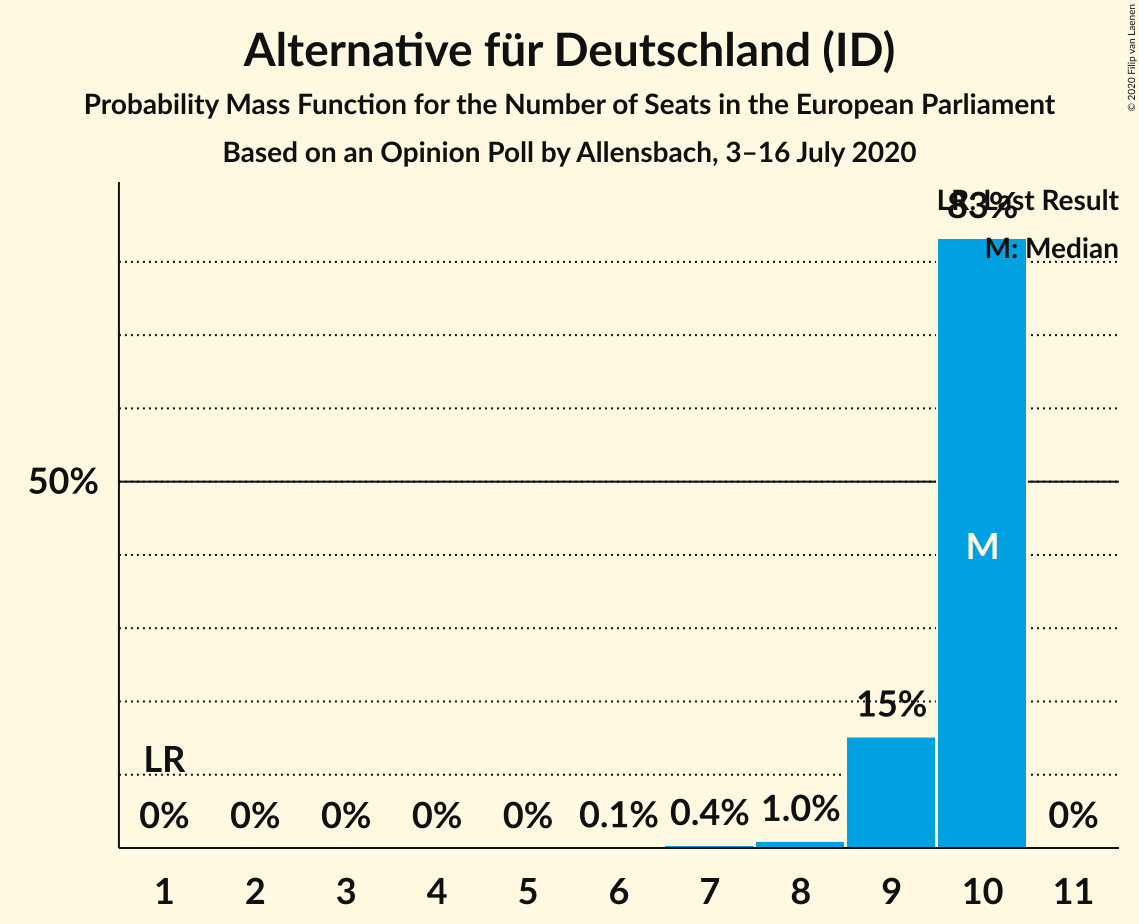 Alternative für Deutschland (ID)
Probability Mass Function for the Number of Seats in the European Parliament
Based on an Opinion Poll by Allensbach, 3–16 July 2020
© 2020 Filip van Laenen
LR: Last Result
83%
M: Median
50%
M
15%
LR
0% 0% 0% 0% 0% 0.1% 0.4% 1.0% 0%
1 2 3 4 5 6 7 8 9 10 11